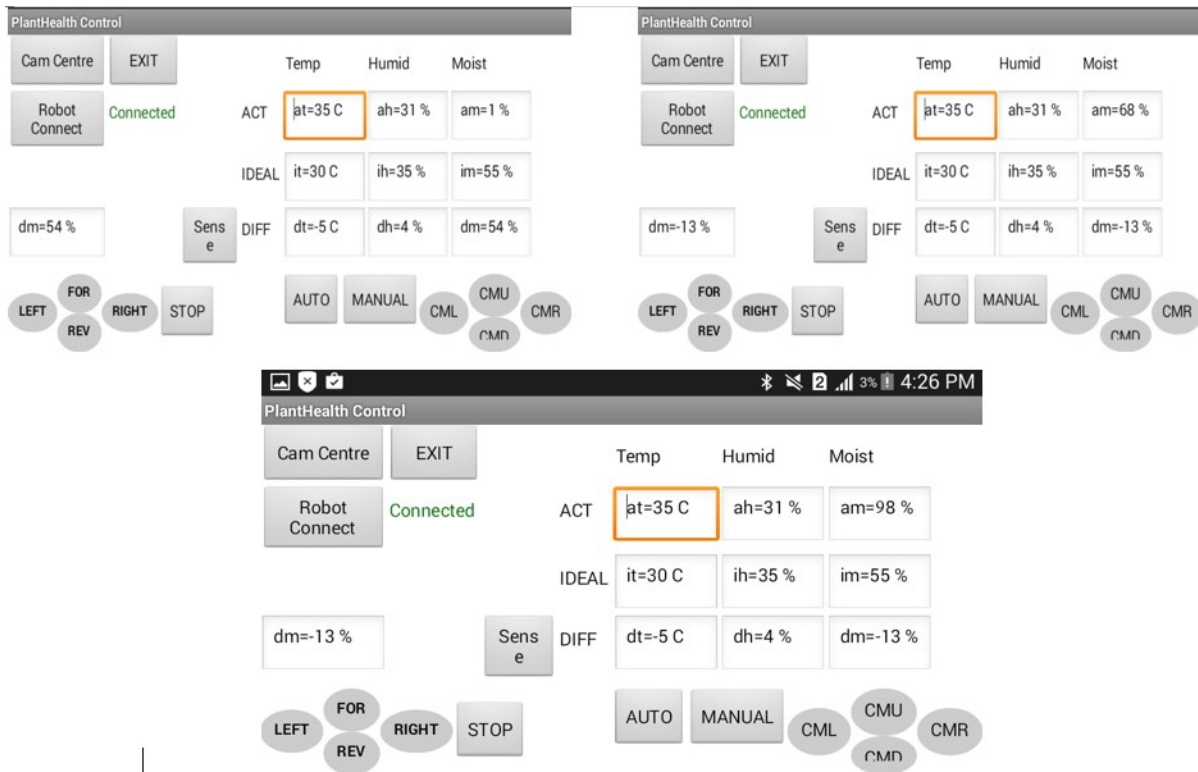 PlantHealth Control
Cam Centre EXIT
Temp Humid Moist
Robot Connect Connected ACT at=35 C ah=31 % am=1 %
IDEAL it=30 C ih=35 % im=55 %
dm=54 % Sens e DIFF dt=-5 C dh=4 % dm=54 %
LEFT FOR REV RIGHT STOP AUTO MANUAL CML CMU CMD CMR
PlantHealth Control
Cam Centre EXIT
Temp Humid Moist
Robot Connect Connected ACT at=35 C ah=31 % am=68 %
IDEAL it=30 C ih=35 % im=55 %
dm=-13 % Sens e DIFF dt=-5 C dh=4 % dm=-13 %
LEFT FOR REV RIGHT STOP AUTO MANUAL CML CMU CMD CMR
2 3% 4:26 PM
PlantHealth Control
Cam Centre EXIT
Temp Humid Moist
Robot Connect Connected ACT at=35 C ah=31 % am=98 %
IDEAL it=30 C ih=35 % im=55 %
dm=-13 % Sens e DIFF dt=-5 C dh=4 % dm=-13 %
LEFT FOR REV RIGHT STOP AUTO MANUAL CML CMU CMD CMR